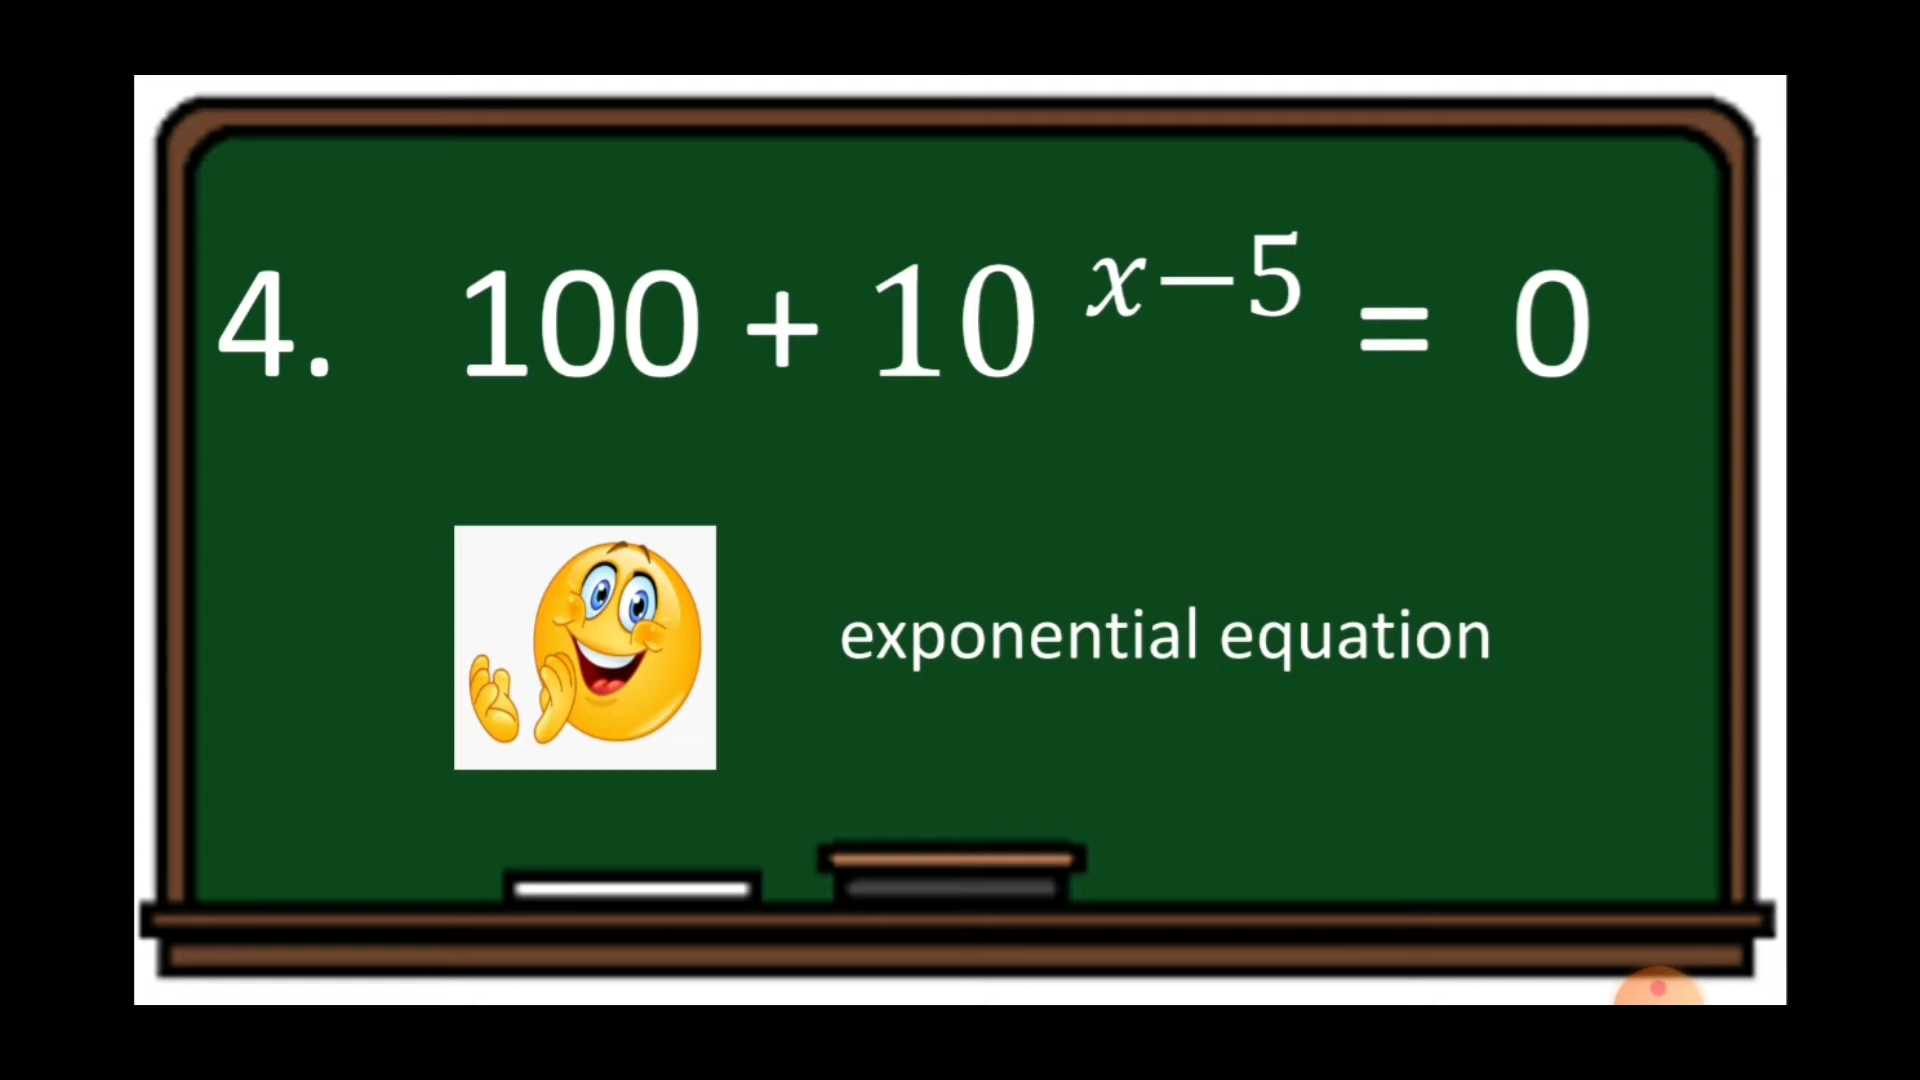 4. 100 + 10 ˣ⁻⁵ = 0
exponential equation